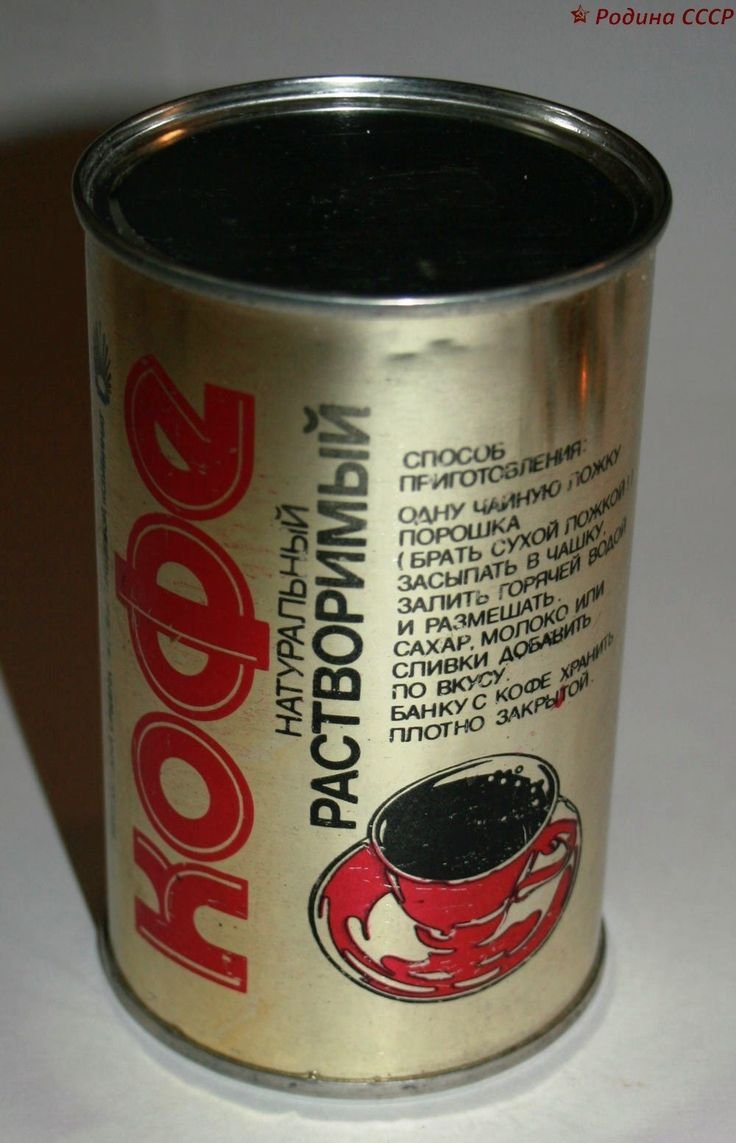 Родина СССР
кофе
НАТУРАЛЬНЫЙ
РАСТВОРИМЫЙ
СПОСОБ
ПРИГОТОВЛЕНИЯ:
ОДНУ ЧАЙНУЮ ЛОЖКУ
ПОРОШКА
(БРАТЬ СУХОЙ ЛОЖКОЙ!)
ЗАСЫПАТЬ В ЧАШКУ,
ЗАЛИТЬ ГОРЯЧЕЙ ВОДОЙ
И РАЗМЕШАТЬ.
САХАР, МОЛОКО ИЛИ
СЛИВКИ ДОБАВИТЬ
ПО ВКУСУ.
БАНКУ С КОФЕ ХРАНИТЬ
ПЛОТНО ЗАКРЫТОЙ.